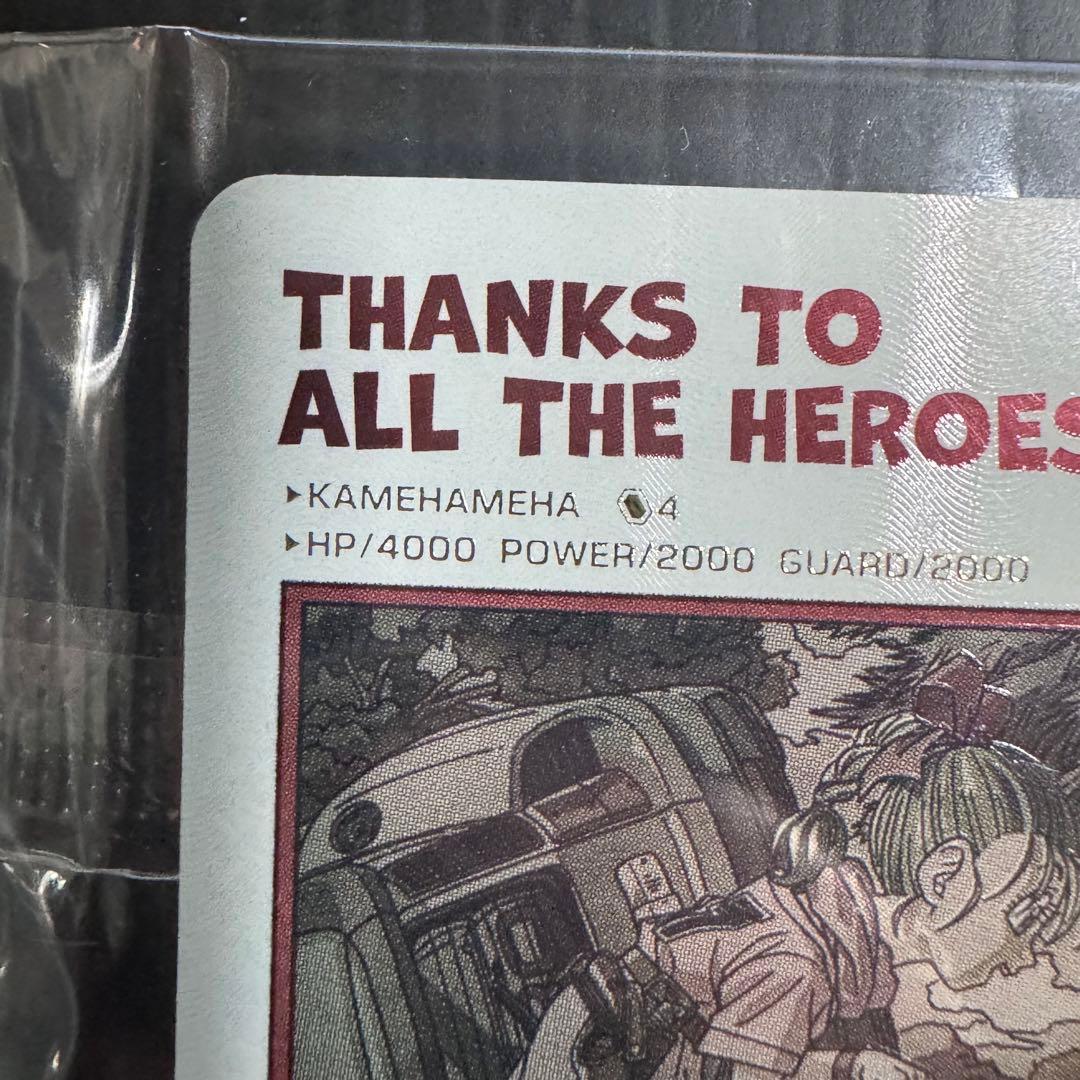 THANKS TO
ALL THE HEROES
▸KAMEHAMEHA 4
▸HP/4000 POWER/2000 GUARD/2000